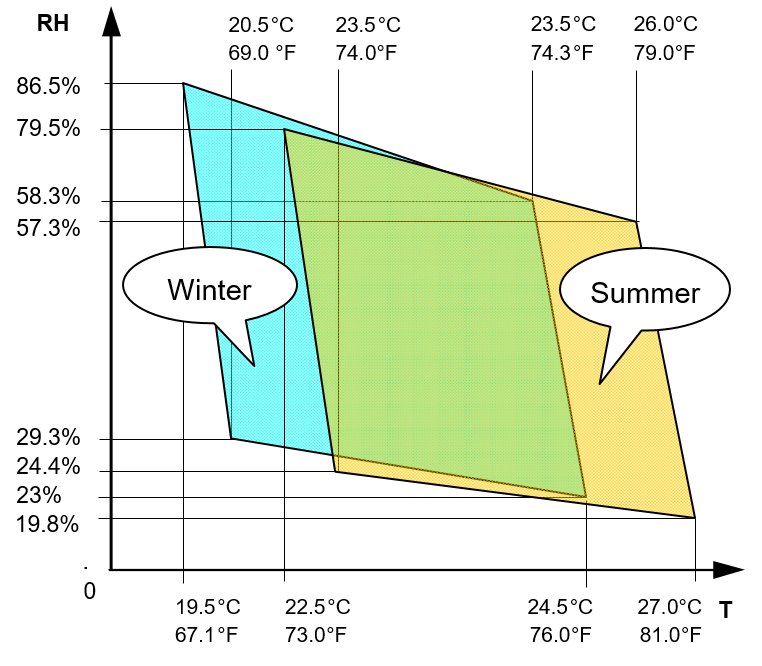 RH
20.5°C 23.5°C 23.5°C 26.0°C
69.0 °F 74.0°F 74.3°F 79.0°F
86.5%
79.5%
58.3%
57.3%
Winter
Summer
29.3%
24.4%
23%
19.8%
0
19.5°C 22.5°C 24.5°C 27.0°C T
67.1°F 73.0°F 76.0°F 81.0°F